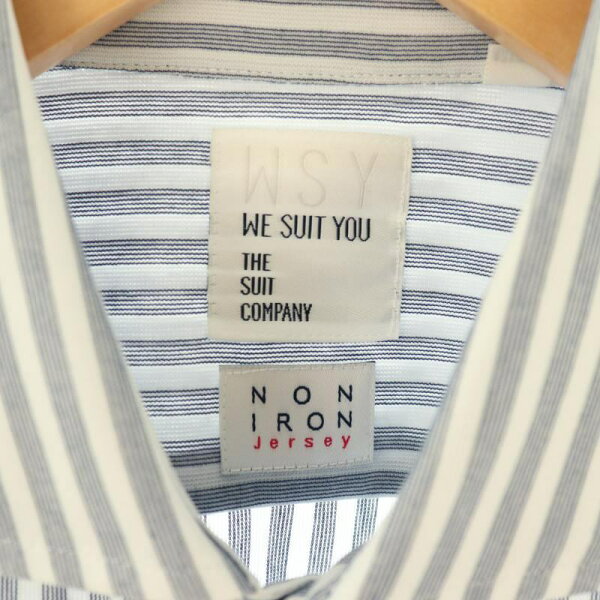 WSY
WE SUIT YOU
THE
SUIT
COMPANY
NON
IRON
Jersey